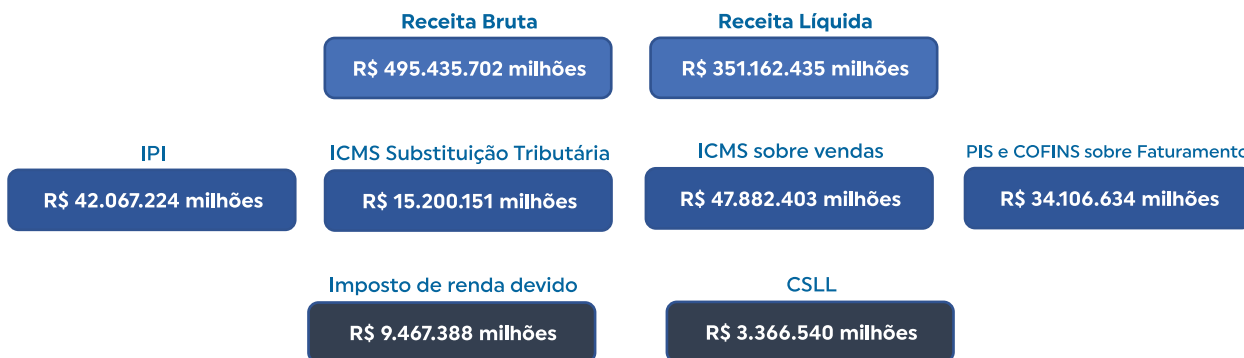 Receita Bruta
R$ 495.435.702 milhões
Receita Líquida
R$ 351.162.435 milhões
IPI
R$ 42.067.224 milhões
ICMS Substituição Tributária
R$ 15.200.151 milhões
ICMS sobre vendas
R$ 47.882.403 milhões
PIS e COFINS sobre Faturamento
R$ 34.106.634 milhões
Imposto de renda devido
R$ 9.467.388 milhões
CSLL
R$ 3.366.540 milhões